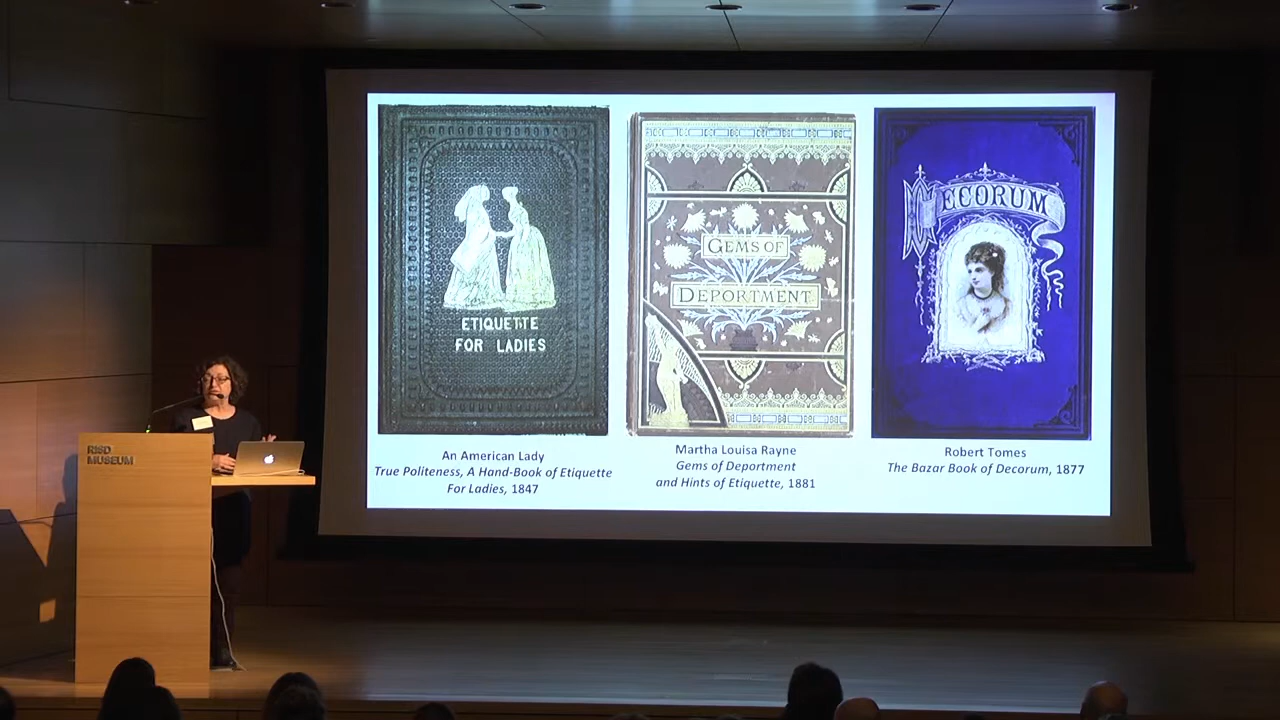 ETIQUETTE
FOR LADIES
GEMS OF
DEPORTMENT
DECORUM
An American Lady
True Politeness, A Hand-Book of Etiquette
For Ladies, 1847
Martha Louisa Rayne
Gems of Deportment
and Hints of Etiquette, 1881
Robert Tomes
The Bazar Book of Decorum, 1877
RISD
MUSEUM